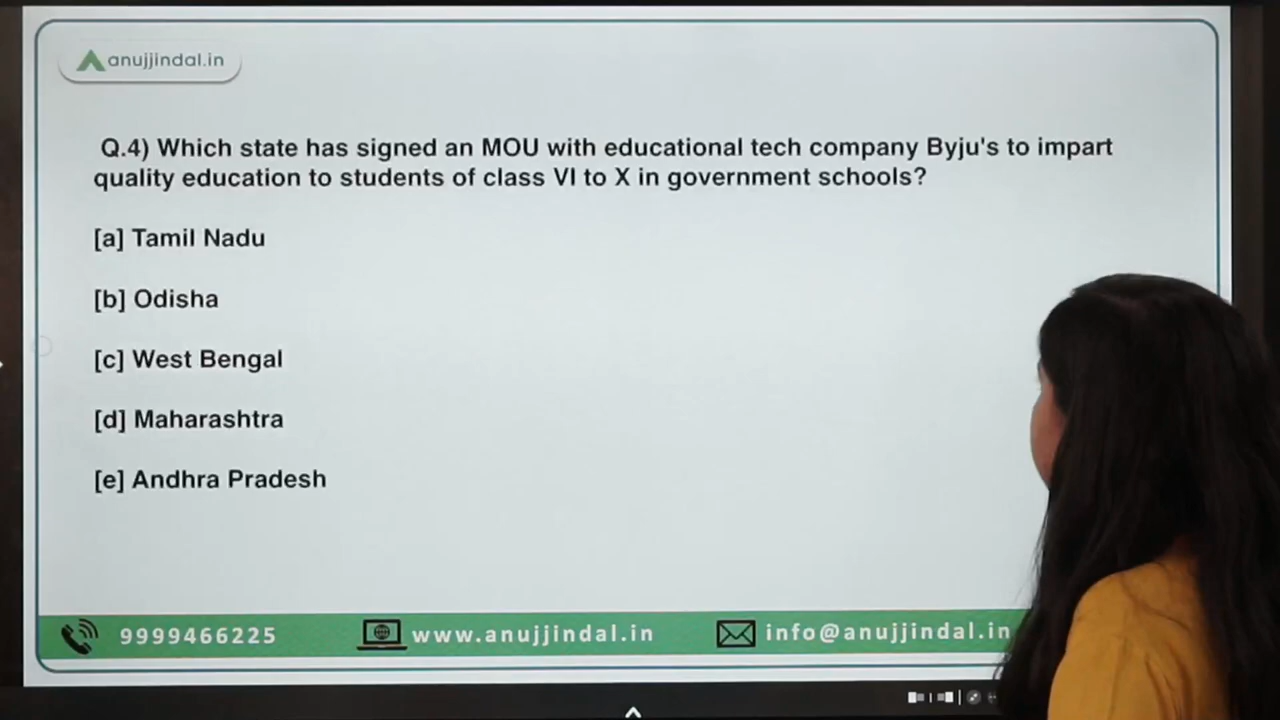 anujjindal.in
Q.4) Which state has signed an MOU with educational tech company Byju's to impart
quality education to students of class VI to X in government schools?
[a] Tamil Nadu
[b] Odisha
[c] West Bengal
[d] Maharashtra
[e] Andhra Pradesh
9999466225 www.anujjindal.in info@anujjindal.in